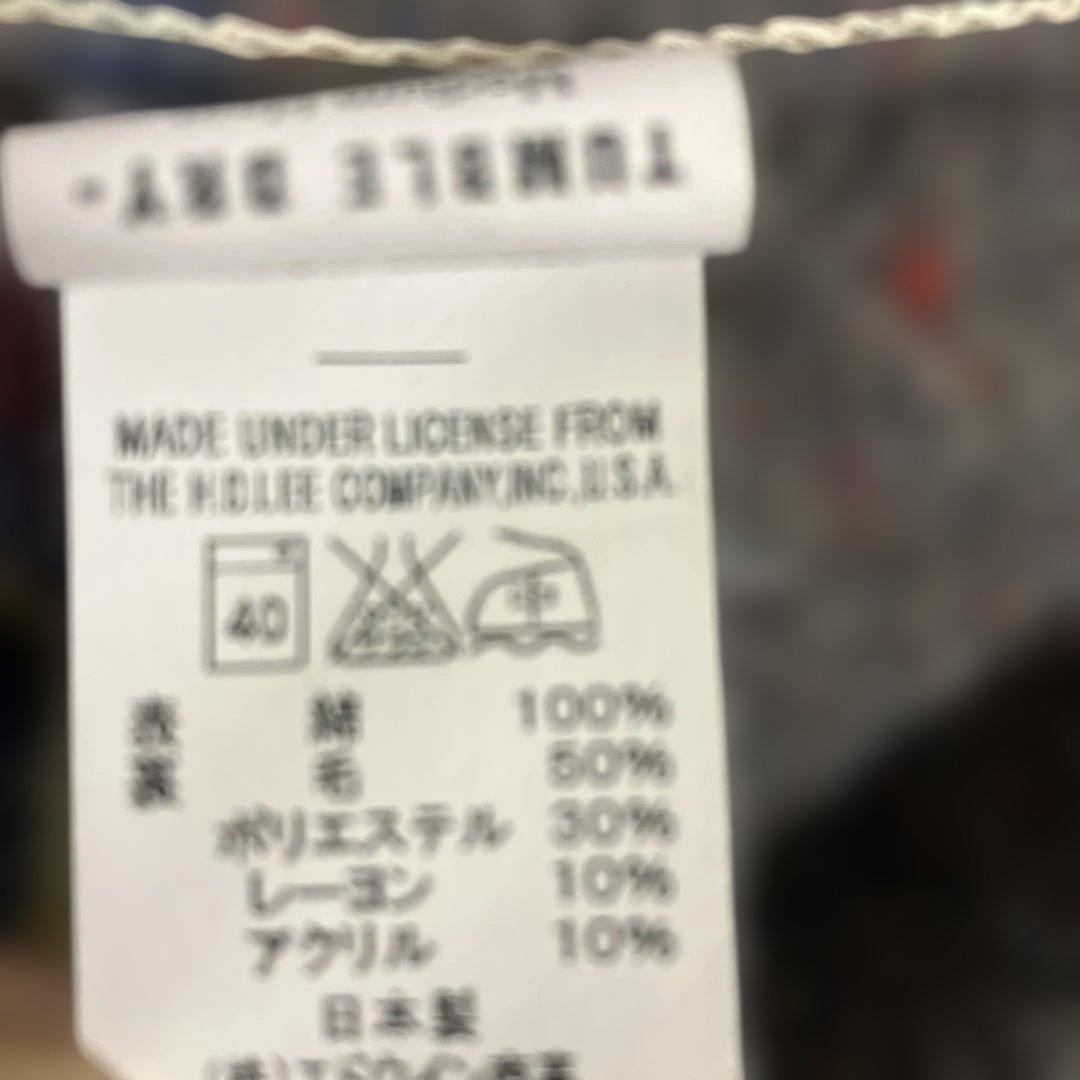 TUMBLE DRY-
MADE UNDER LICENSE FROM
THE H.D.LEE COMPANY,INC.,U.S.A.
40
表 綿 100%
裏 毛 50%
ポリエステル 30%
レーヨン 10%
アクリル 10%
日本製